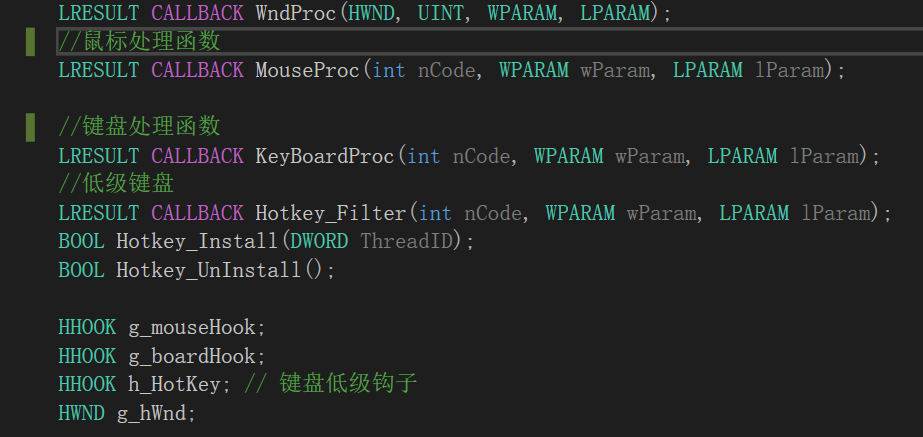 LRESULT CALLBACK WndProc(HWND, UINT, WPARAM, LPARAM);
//鼠标处理函数
LRESULT CALLBACK MouseProc(int nCode, WPARAM wParam, LPARAM lParam);
//键盘处理函数
LRESULT CALLBACK KeyBoardProc(int nCode, WPARAM wParam, LPARAM lParam);
//低级键盘
LRESULT CALLBACK Hotkey_Filter(int nCode, WPARAM wParam, LPARAM lParam);
BOOL Hotkey_Install(DWORD ThreadID);
BOOL Hotkey_UnInstall();
HHOOK g_mouseHook;
HHOOK g_boardHook;
HHOOK h_HotKey; // 键盘低级钩子
HWND g_hWnd;